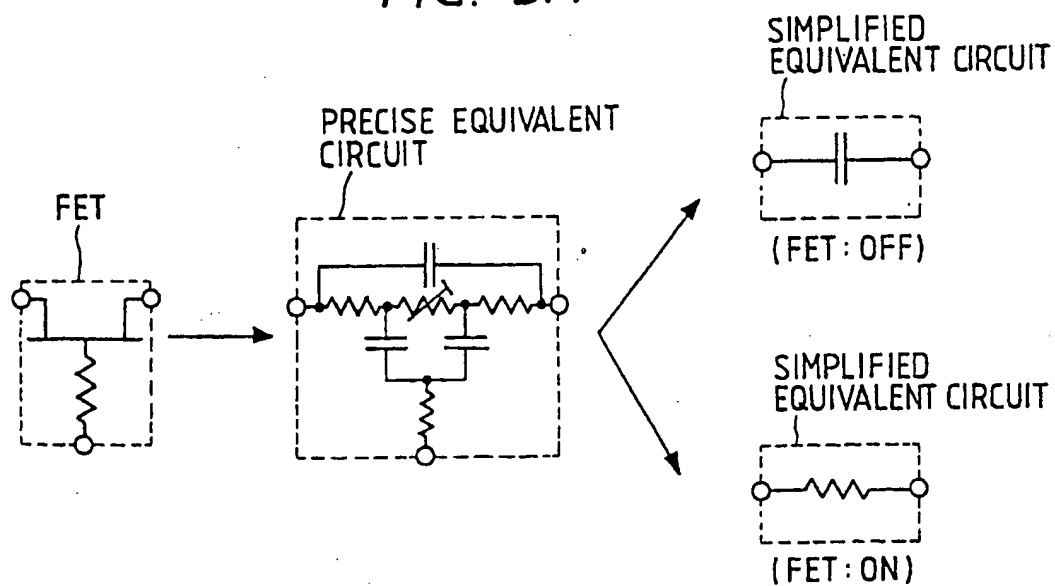 SIMPLIFIED
EQUIVALENT CIRCUIT
PRECISE EQUIVALENT
CIRCUIT
FET
(FET: OFF)
SIMPLIFIED
EQUIVALENT CIRCUIT
(FET: ON)